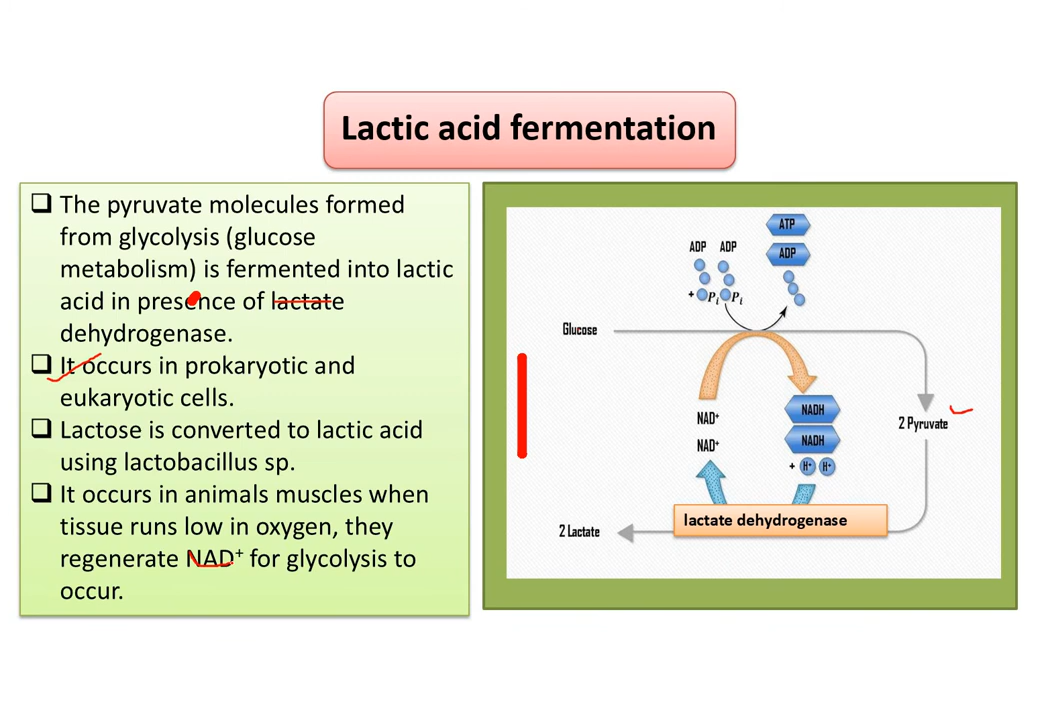 Lactic acid fermentation
❑ The pyruvate molecules formed
from glycolysis (glucose
metabolism) is fermented into lactic
acid in presence of lactate
dehydrogenase.
❑ It occurs in prokaryotic and
eukaryotic cells.
❑ Lactose is converted to lactic acid
using lactobacillus sp.
❑ It occurs in animals muscles when
tissue runs low in oxygen, they
regenerate NAD⁺ for glycolysis to
occur.
ATP
ADP ADP
ADP
+ Pᵢ Pᵢ
Glucose
NAD⁺
NADH
2 Pyruvate
NAD⁺
NADH
+ H⁺ H⁺
lactate dehydrogenase
2 Lactate